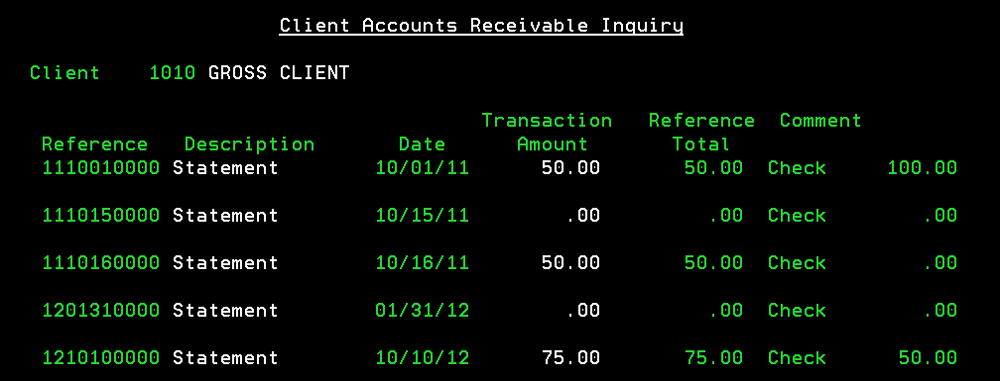 Client Accounts Receivable Inquiry
Client 1010 GROSS CLIENT
Transaction Reference Comment
Reference Description Date Amount Total
1110010000 Statement 10/01/11 50.00 50.00 Check 100.00
1110150000 Statement 10/15/11 .00 .00 Check .00
1110160000 Statement 10/16/11 50.00 50.00 Check .00
1201310000 Statement 01/31/12 .00 .00 Check .00
1210100000 Statement 10/10/12 75.00 75.00 Check 50.00